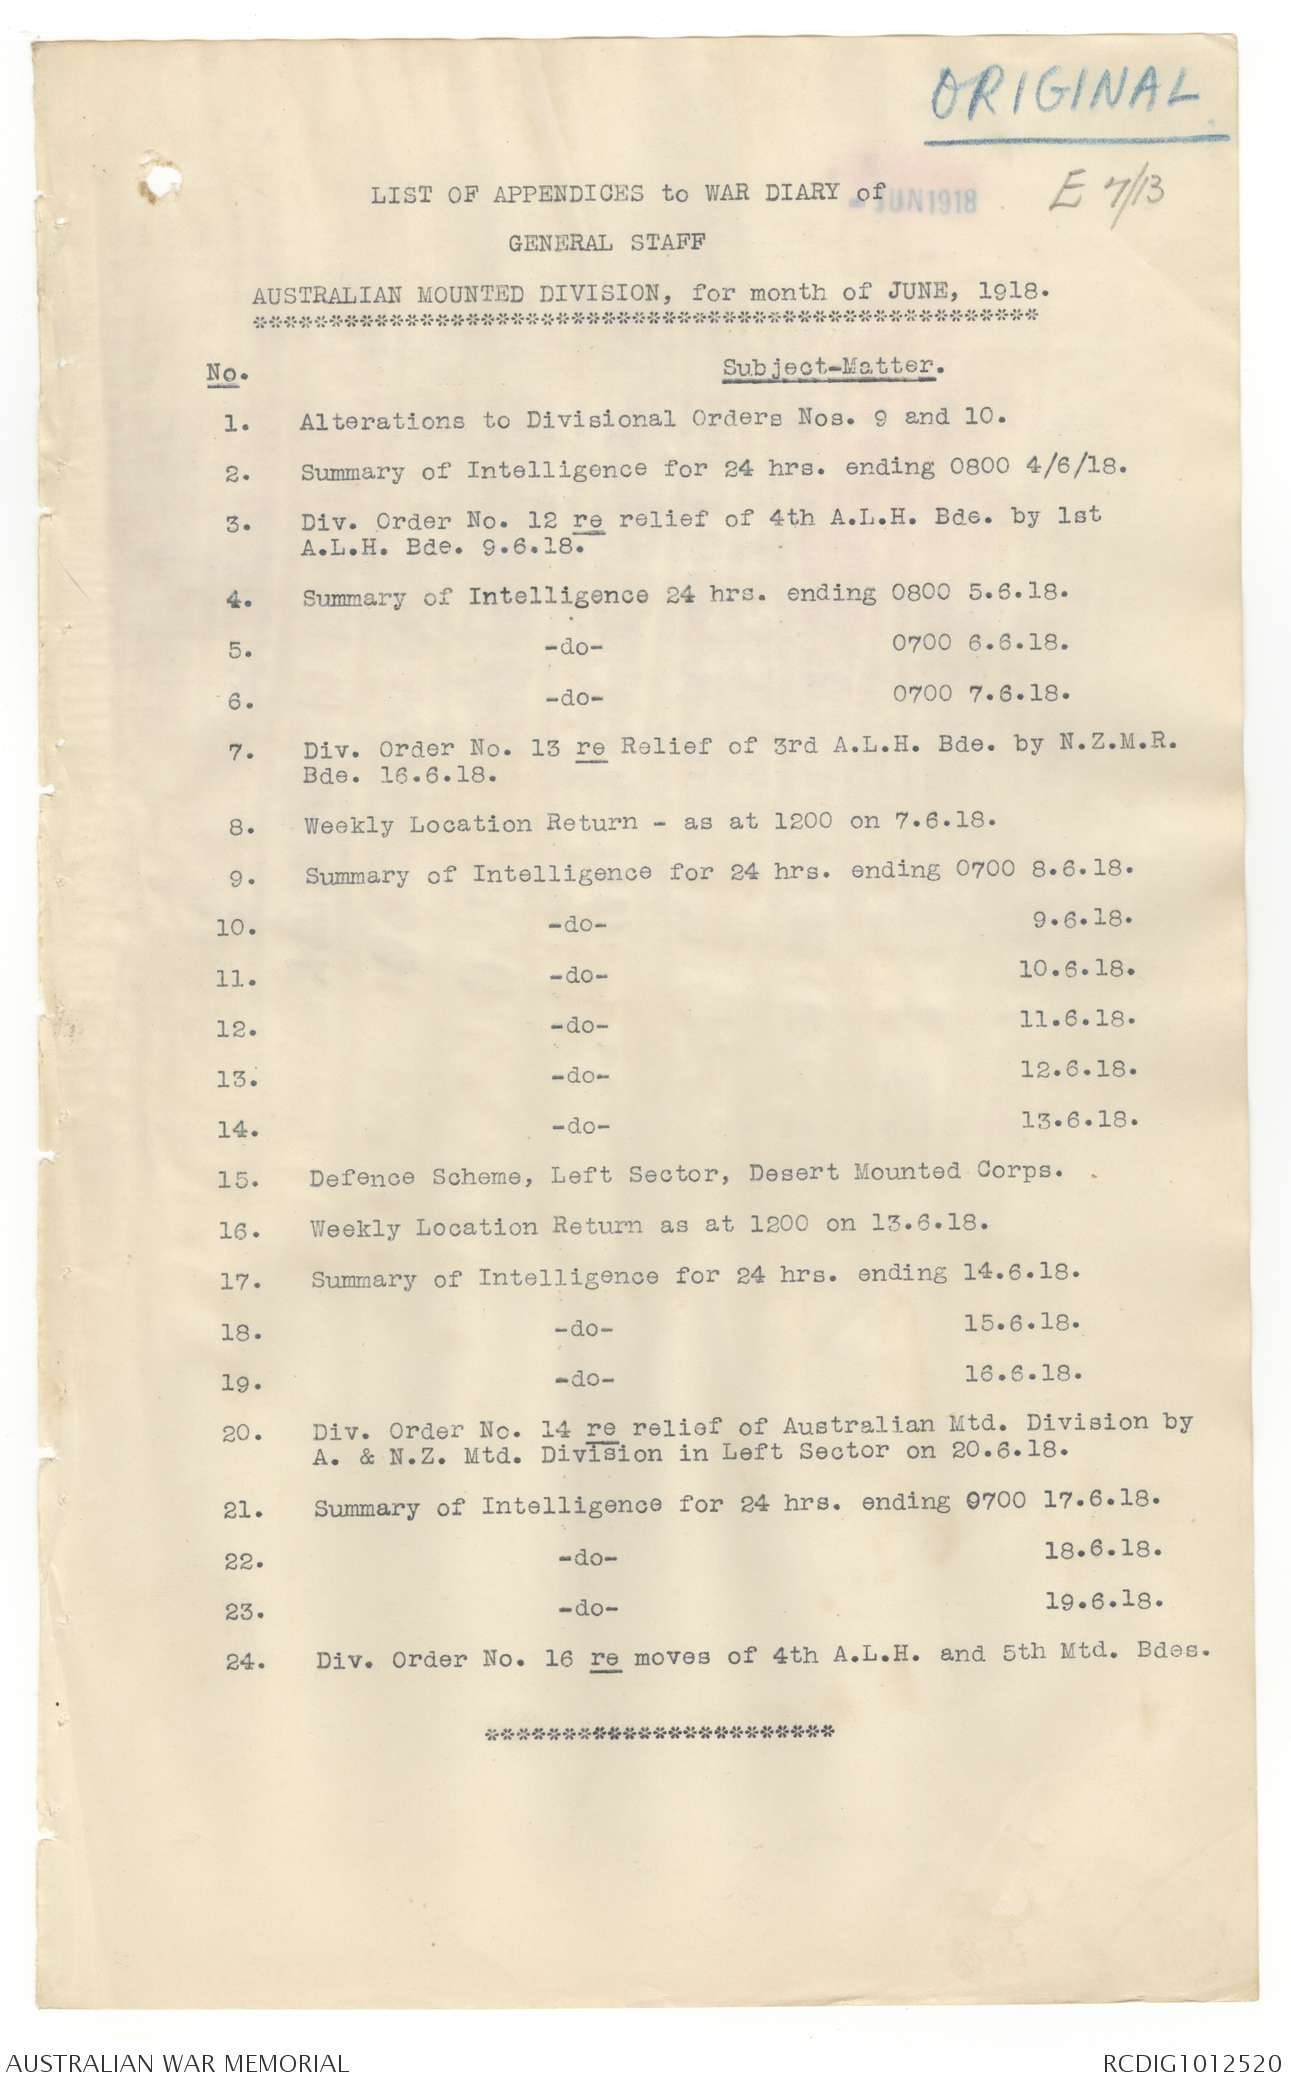 ORIGINAL
LIST OF APPENDICES to WAR DIARY of
JUN 1918
E 7/13
GENERAL STAFF
AUSTRALIAN MOUNTED DIVISION, for month of JUNE, 1918.
****************************************************
No. Subject-Matter.
1. Alterations to Divisional Orders Nos. 9 and 10.
2. Summary of Intelligence for 24 hrs. ending 0800 4/6/18.
3. Div. Order No. 12 re relief of 4th A.L.H. Bde. by 1st
A.L.H. Bde. 9.6.18.
4. Summary of Intelligence 24 hrs. ending 0800 5.6.18.
5. -do- 0700 6.6.18.
6. -do- 0700 7.6.18.
7. Div. Order No. 13 re Relief of 3rd A.L.H. Bde. by N.Z.M.R.
Bde. 16.6.18.
8. Weekly Location Return - as at 1200 on 7.6.18.
9. Summary of Intelligence for 24 hrs. ending 0700 8.6.18.
10. -do- 9.6.18.
11. -do- 10.6.18.
12. -do- 11.6.18.
13. -do- 12.6.18.
14. -do- 13.6.18.
15. Defence Scheme, Left Sector, Desert Mounted Corps.
16. Weekly Location Return as at 1200 on 13.6.18.
17. Summary of Intelligence for 24 hrs. ending 14.6.18.
18. -do- 15.6.18.
19. -do- 16.6.18.
20. Div. Order No. 14 re relief of Australian Mtd. Division by
A. & N.Z. Mtd. Division in Left Sector on 20.6.18.
21. Summary of Intelligence for 24 hrs. ending 0700 17.6.18.
22. -do- 18.6.18.
23. -do- 19.6.18.
24. Div. Order No. 16 re moves of 4th A.L.H. and 5th Mtd. Bdes.
***********************
AUSTRALIAN WAR MEMORIAL
RCDIG1012520